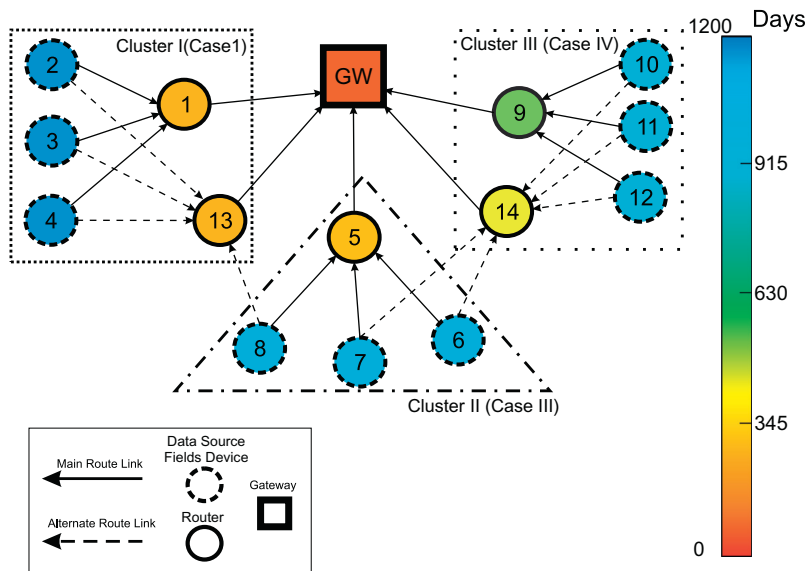 1200 Days
Cluster I(Case1)
Cluster III (Case IV)
2
GW
10
1
9
3
11
915
4
12
13
14
5
630
8
7
6
Cluster II (Case III)
345
Data Source
Fields Device
Main Route Link
Gateway
Router
Alternate Route Link
0